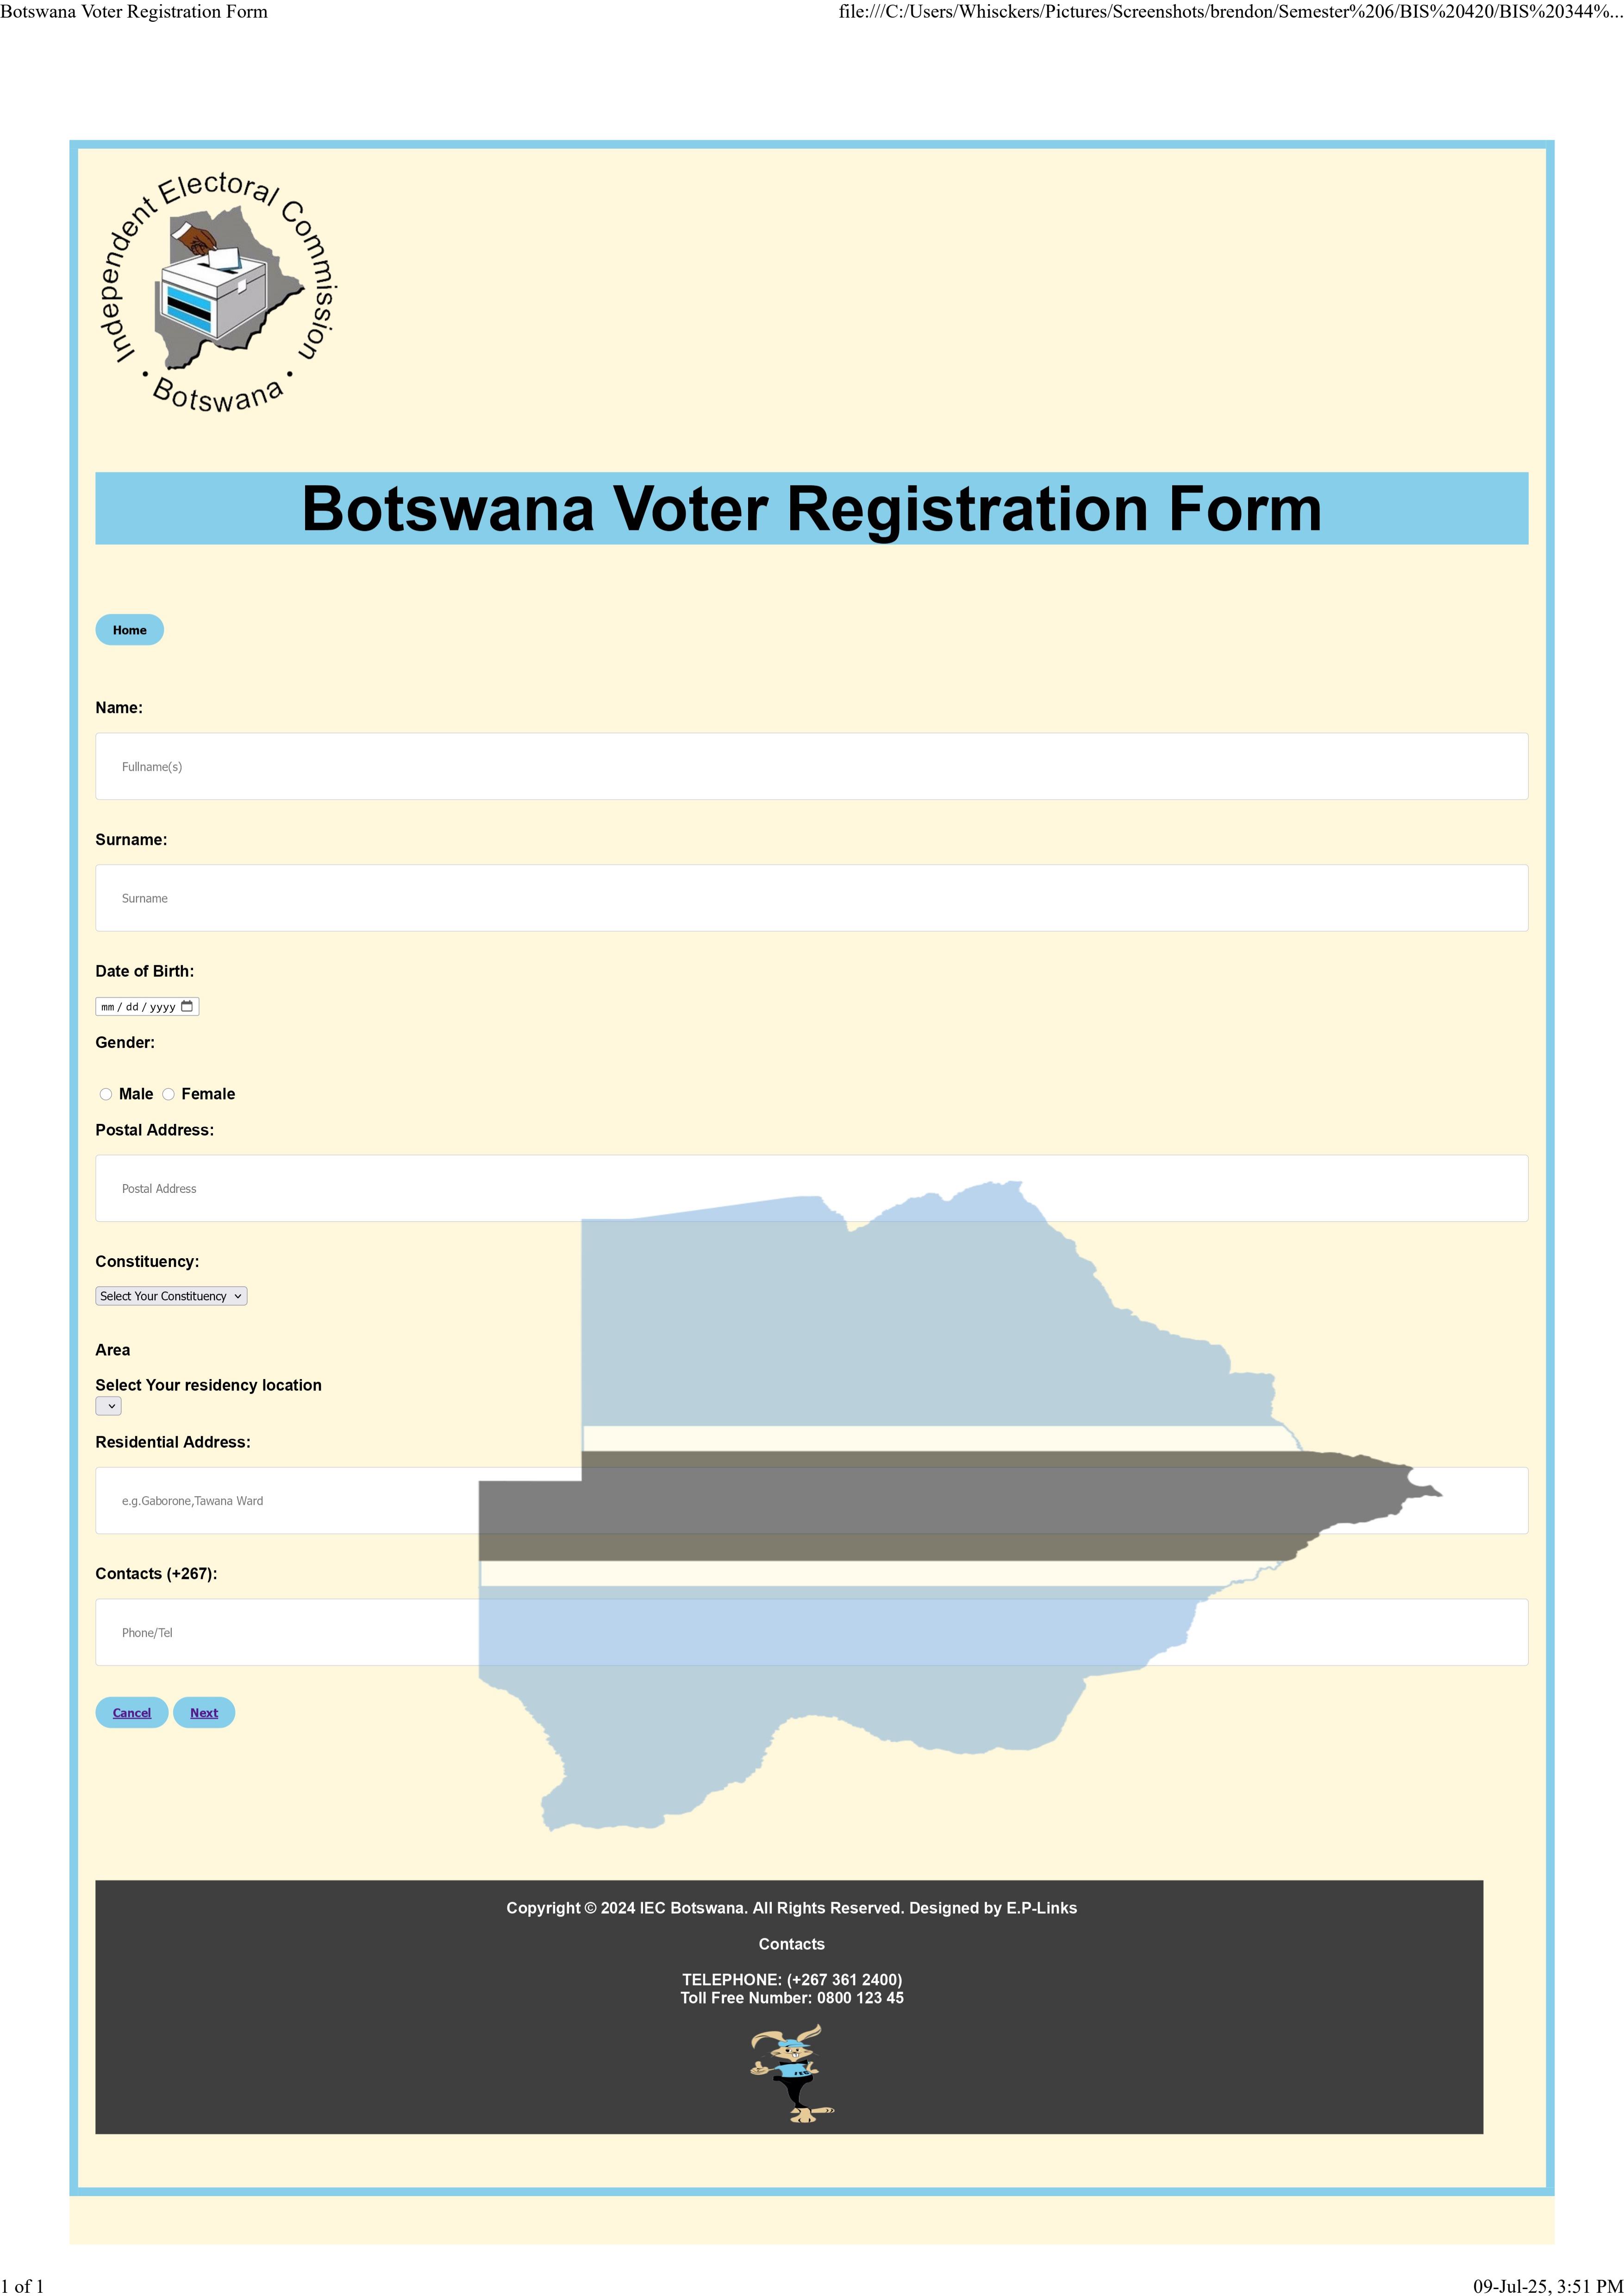 Botswana Voter Registration Form
file:///C:/Users/Whisckers/Pictures/Screenshots/brendon/Semester%206/BIS%20420/BIS%20344%...
Independent Electoral Commission
• Botswana •
Botswana Voter Registration Form
Home
Name:
Fullname(s)
Surname:
Surname
Date of Birth:
mm / dd / yyyy
Gender:
Male Female
Postal Address:
Postal Address
Constituency:
Select Your Constituency
Area
Select Your residency location
Residential Address:
e.g.Gaborone,Tawana Ward
Contacts (+267):
Phone/Tel
Cancel Next
Copyright © 2024 IEC Botswana. All Rights Reserved. Designed by E.P-Links
Contacts
TELEPHONE: (+267 361 2400)
Toll Free Number: 0800 123 45
1 of 1
09-Jul-25, 3:51 PM